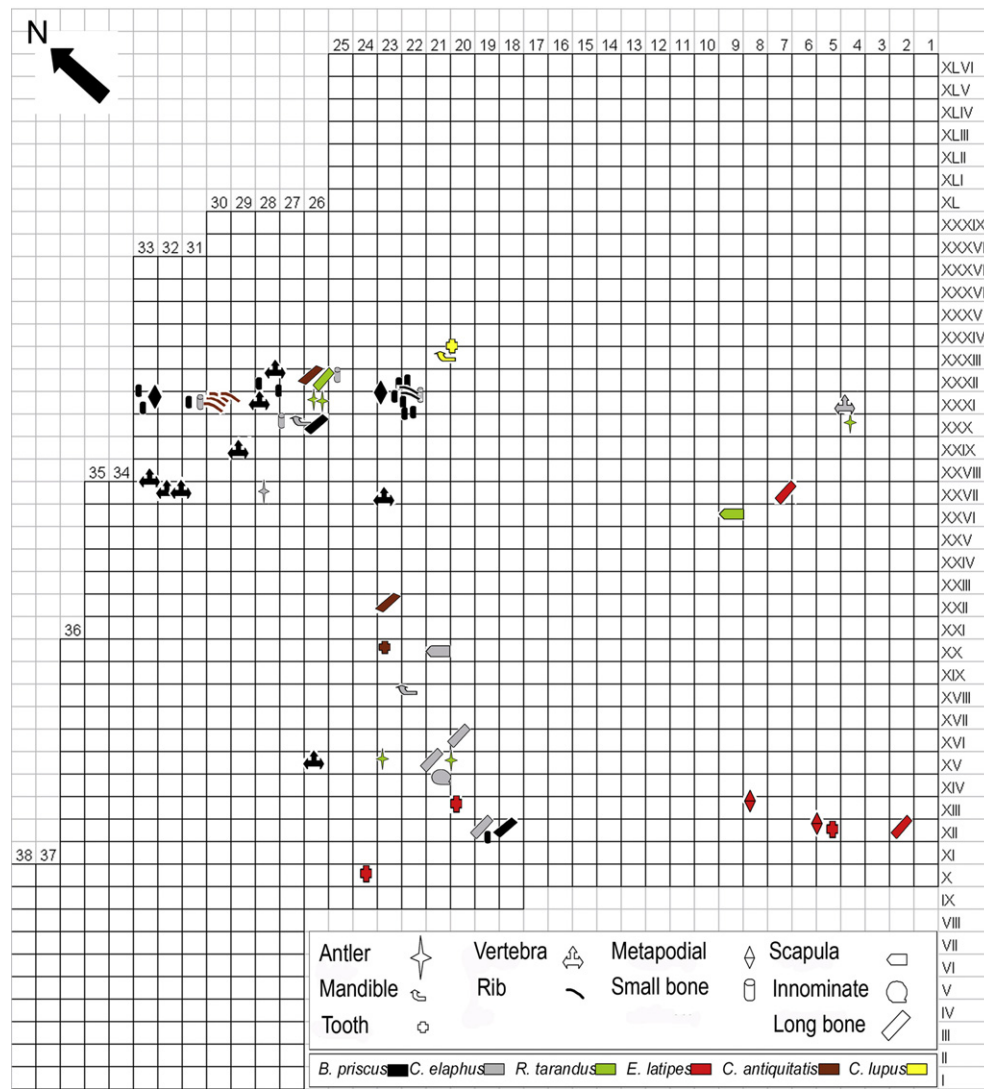 N
25 24 23 22 21 20 19 18 17 16 15 14 13 12 11 10 9 8 7 6 5 4 3 2 1
XLVI
XLV
XLIV
XLIII
XLII
XLI
30 29 28 27 26 XL
XXXIX
33 32 31 XXXVI
XXXVI
XXXVI
XXXV
XXXIV
XXXIII
XXXII
XXXI
XXX
XXIX
35 34 XXVIII
XXVII
XXVI
XXV
XXIV
XXIII
XXII
36 XXI
XX
XIX
XVIII
XVII
XVI
XV
XIV
XIII
XII
38 37 XI
X
IX
VIII
VII
VI
V
IV
III
II
I
Antler Vertebra Metapodial Scapula
Mandible Rib Small bone Innominate
Tooth Long bone
B. priscus C. elaphus R. tarandus E. latipes C. antiquitatis C. lupus